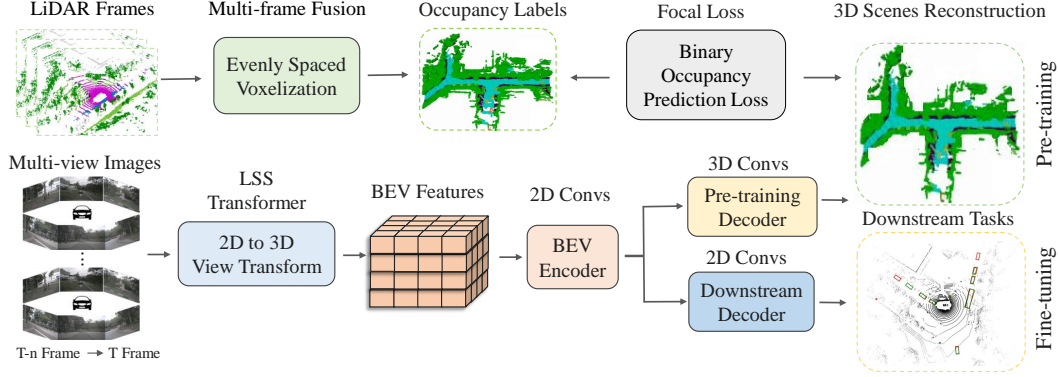 LiDAR Frames
Multi-frame Fusion
Occupancy Labels
Focal Loss
3D Scenes Reconstruction
Evenly Spaced
Voxelization
Binary
Occupancy
Prediction Loss
Pre-training
Multi-view Images
LSS
Transformer
BEV Features
2D Convs
3D Convs
2D to 3D
View Transform
BEV
Encoder
Pre-training
Decoder
Downstream Tasks
2D Convs
Downstream
Decoder
Fine-tuning
T-n Frame → T Frame